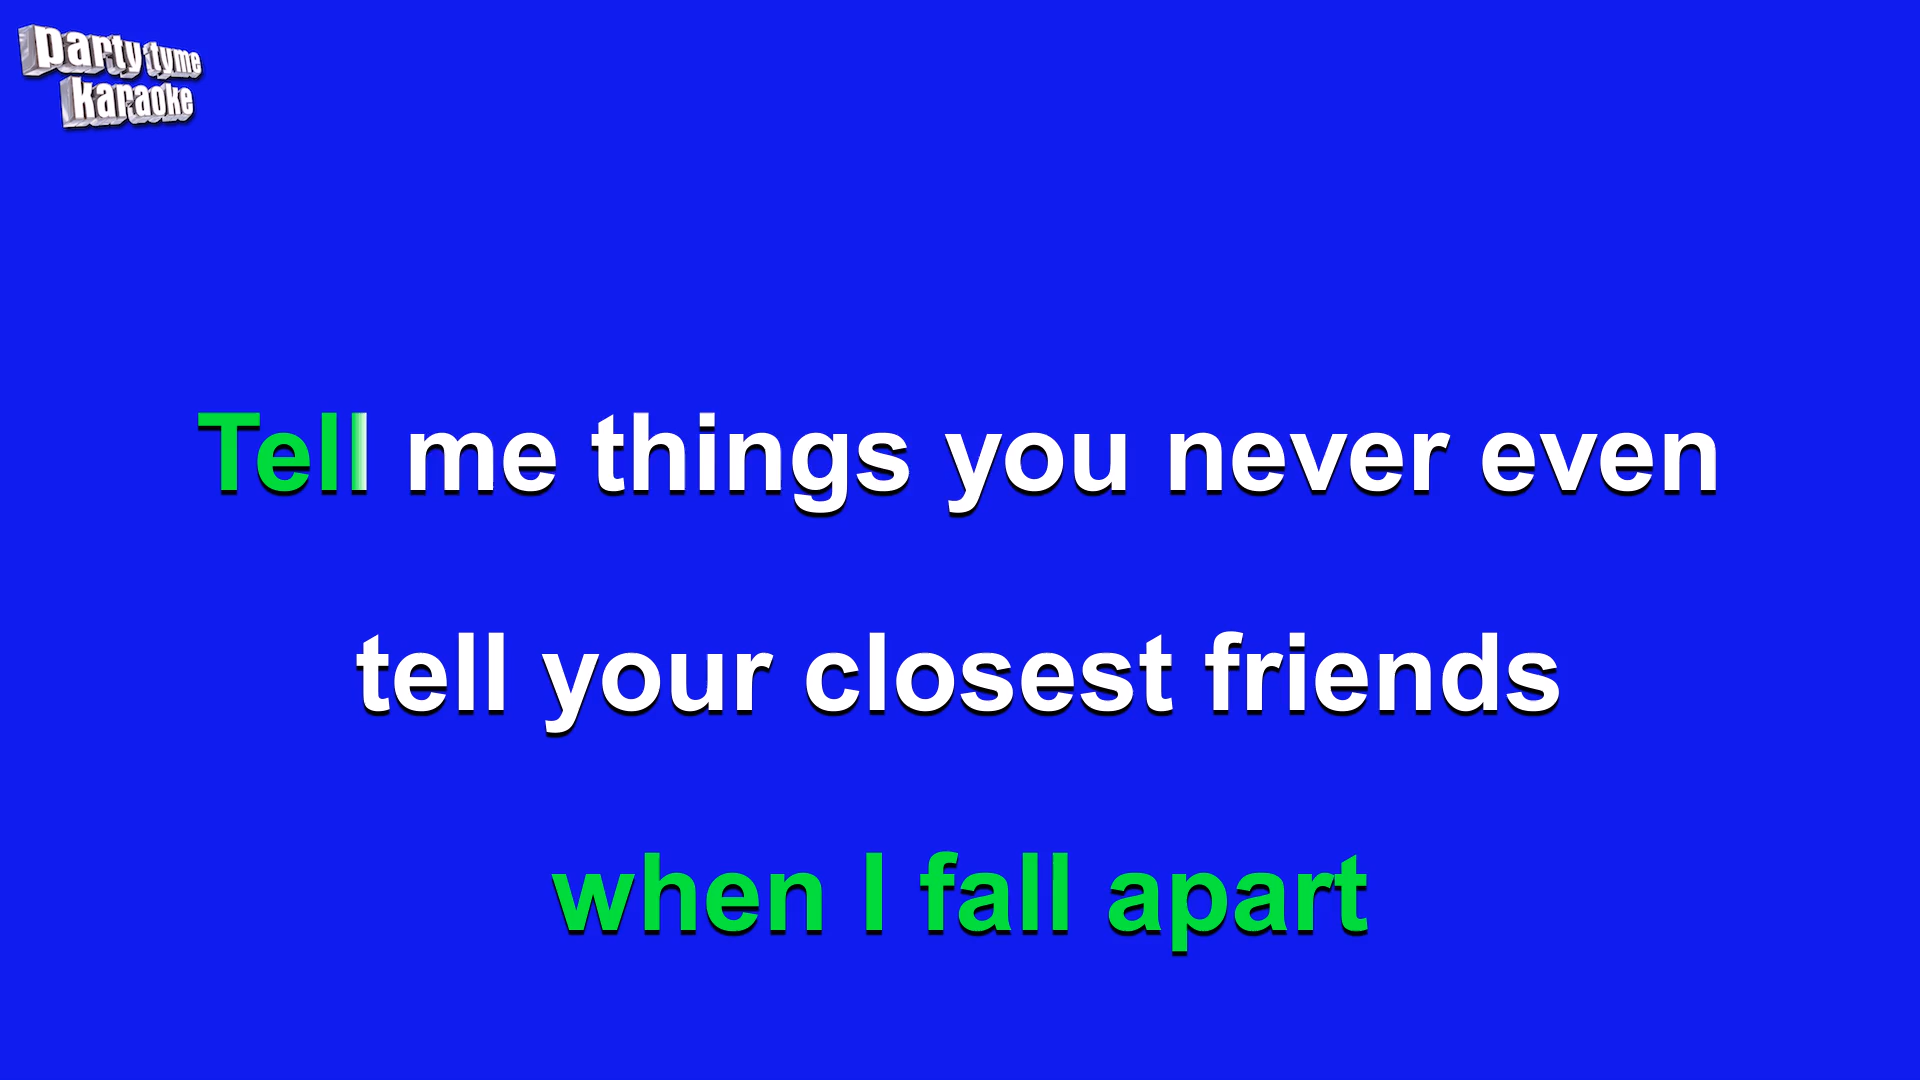 party tyme
karaoke
Tell me things you never even
tell your closest friends
when I fall apart